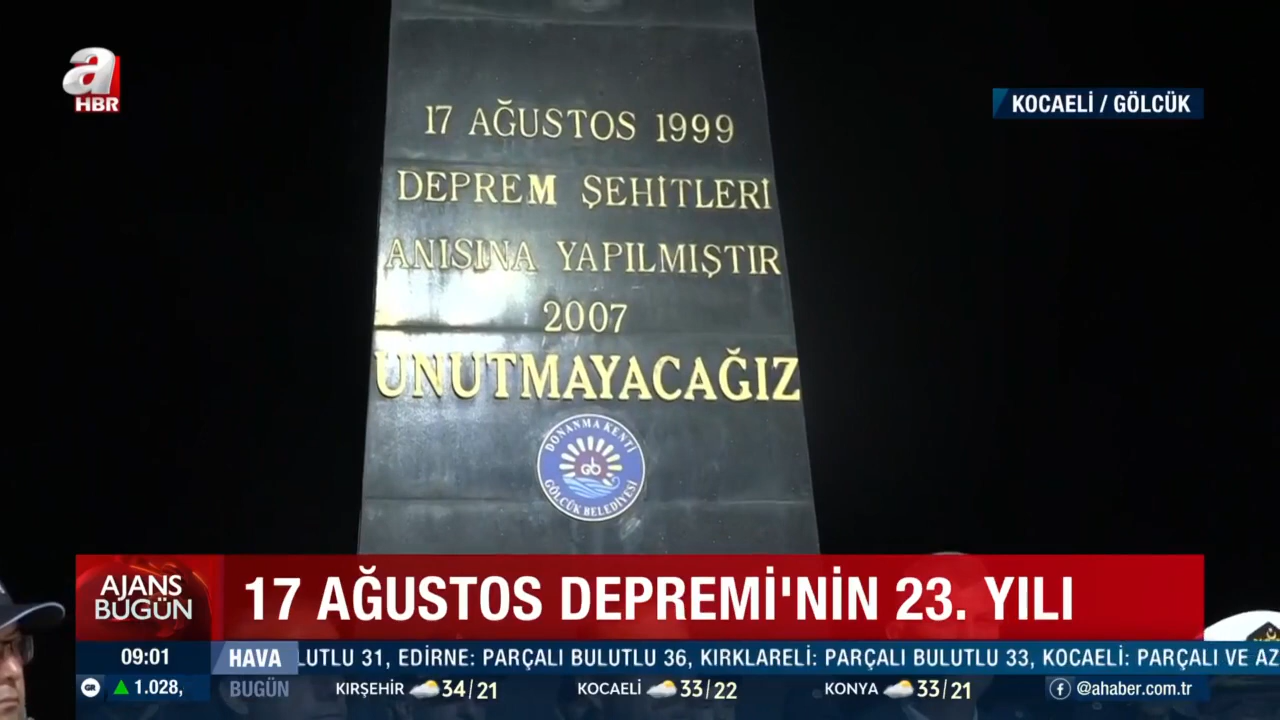 a
HBR
KOCAELİ / GÖLCÜK
17 AĞUSTOS 1999
DEPREM ŞEHİTLERİ
ANISINA YAPILMIŞTIR
2007
UNUTMAYACAĞIZ
DONANMA KENTİ
GB
GÖLCÜK BELEDİYESİ
AJANS
BUGÜN
17 AĞUSTOS DEPREMİ'NİN 23. YILI
09:01
HAVA
LUTLU 31, EDİRNE: PARÇALI BULUTLU 36, KIRKLARELİ: PARÇALI BULUTLU 33, KOCAELİ: PARÇALI VE AZ
GR
1.028,
BUGÜN
KIRŞEHİR 34/21
KOCAELİ 33/22
KONYA 33/21
@ahaber.com.tr